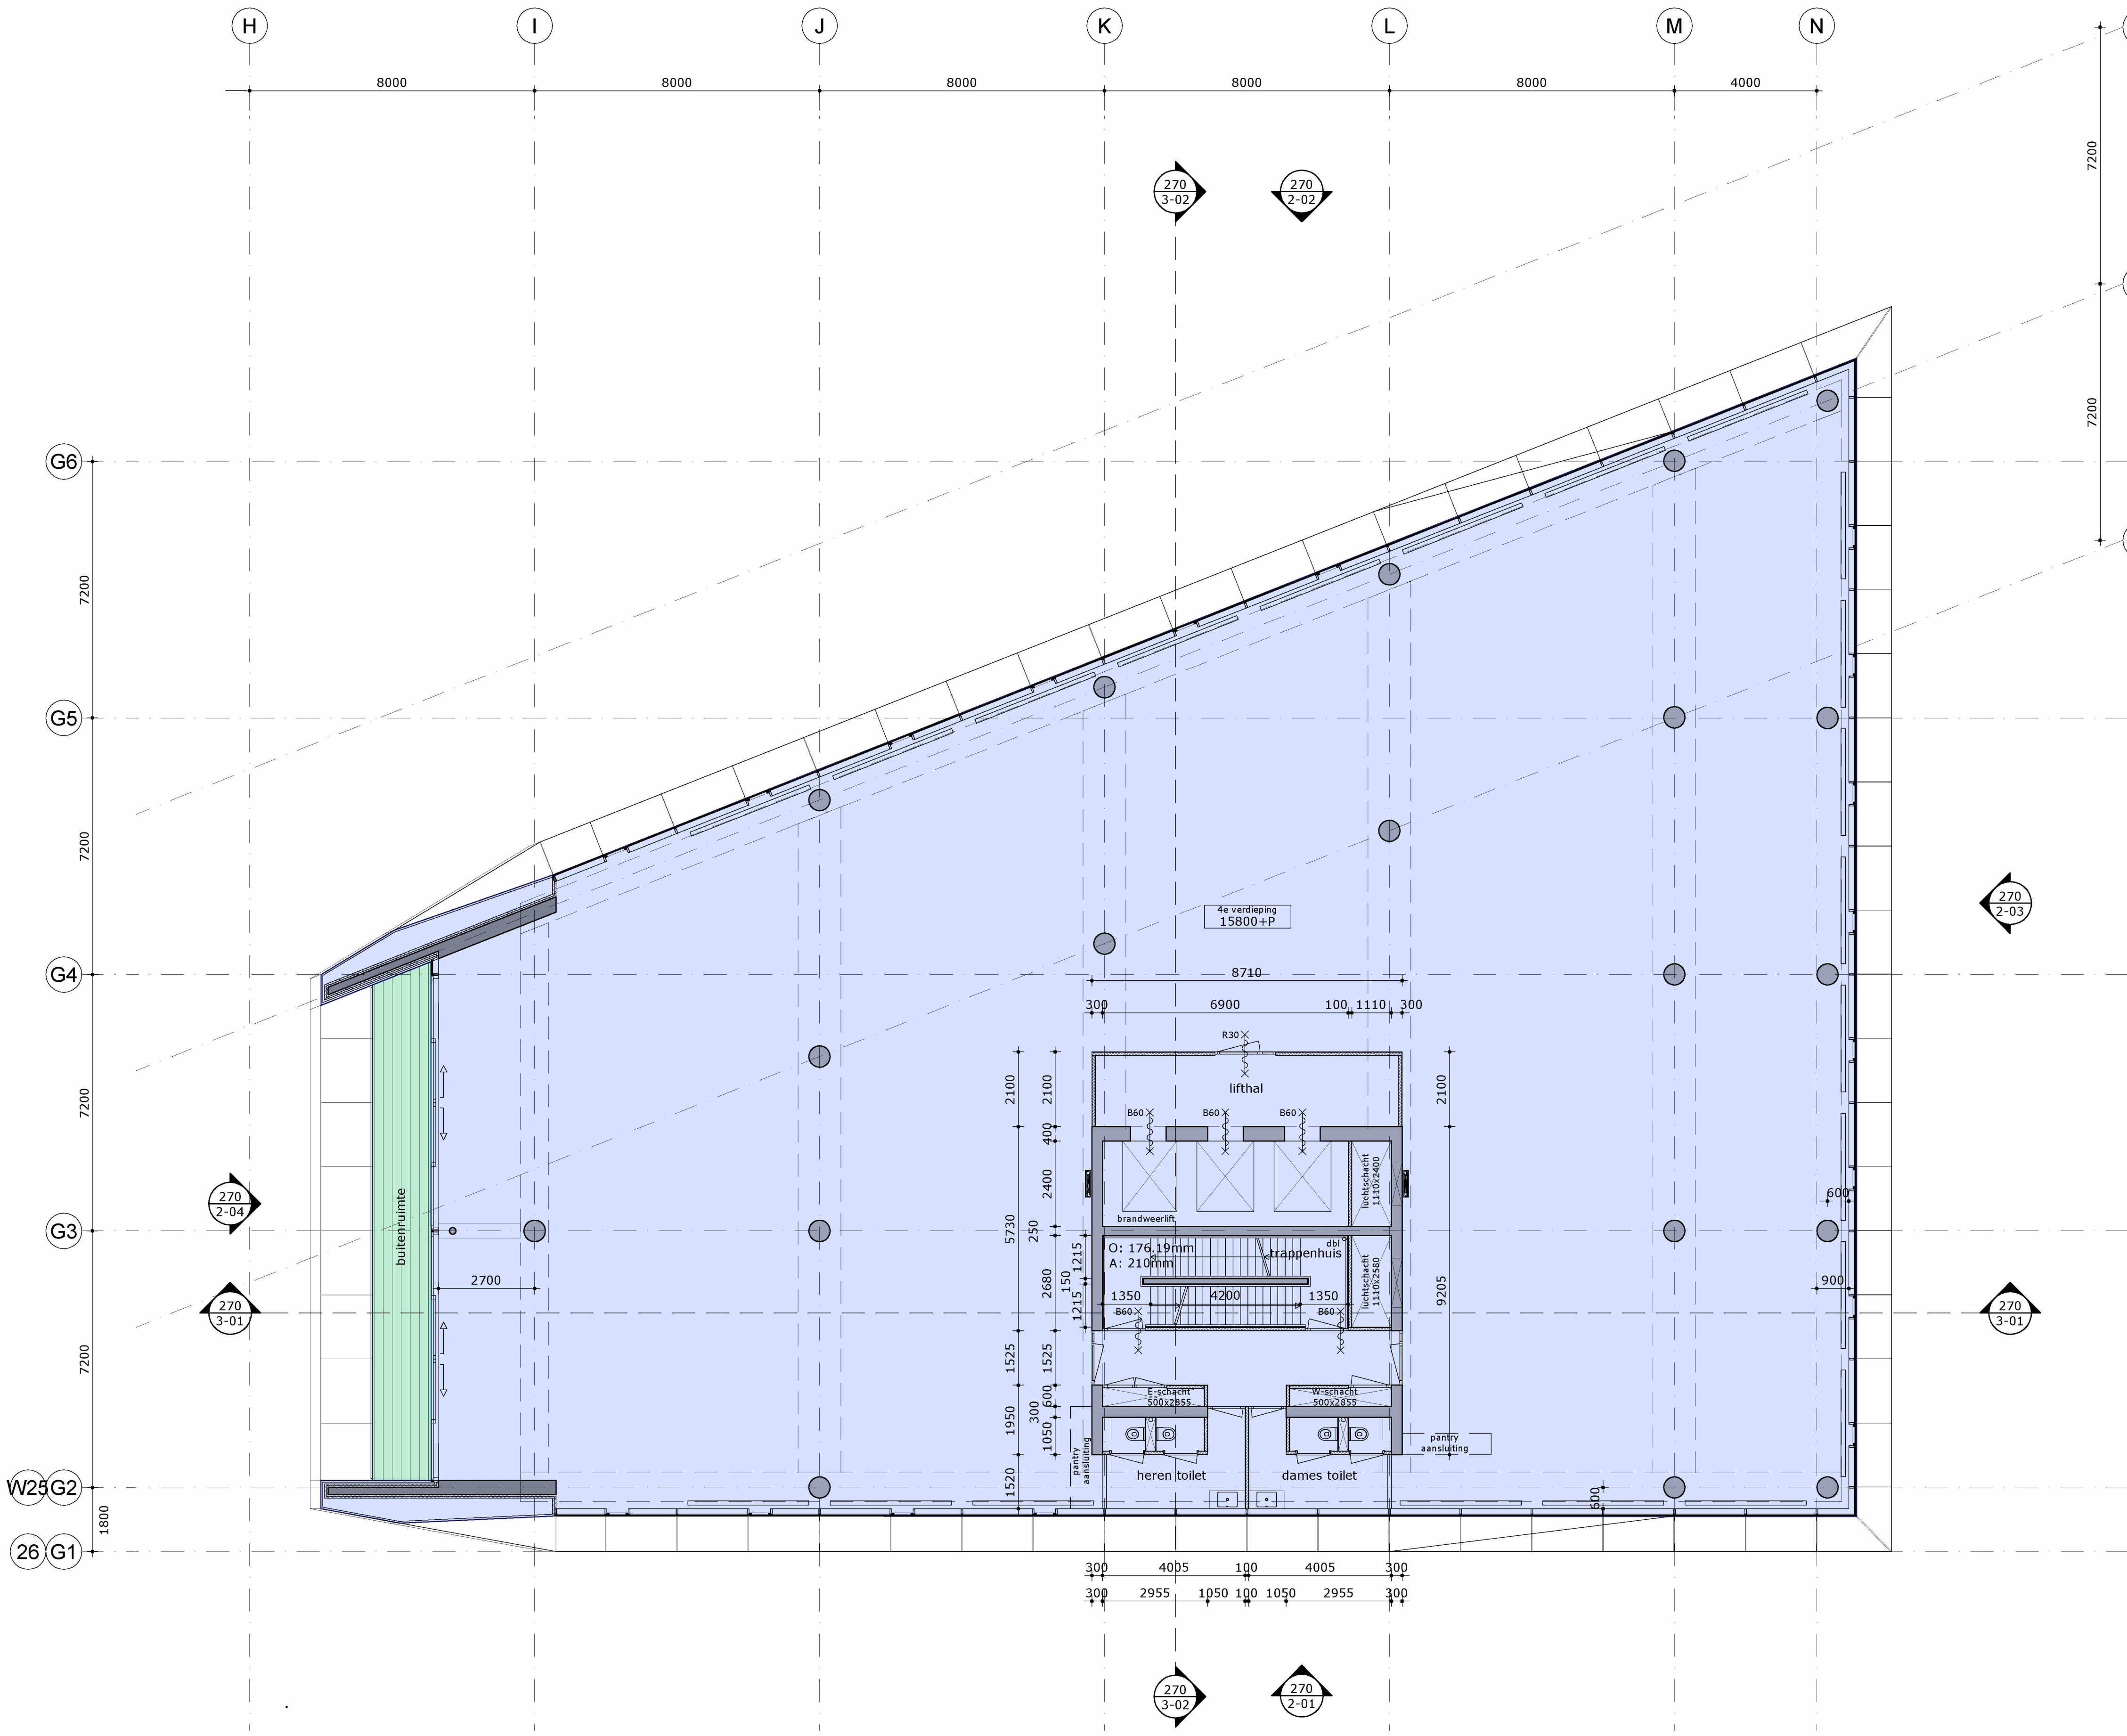 H I J K L M N
8000 8000 8000 8000 8000 4000
7200
270
3-02
270
2-02
7200
G6
7200
G5
7200
4e verdieping
15800+P
270
2-03
G4
8710
300 6900 100 1110 300
R30
lifthal
7200
2100 2100 2100
B60 B60 B60
400
luchtschacht
1110x2400
2400
270
2-04
buitenruimte
brandweerlift
600
G3
5730 250
O: 176.19mm
A: 210mm
dbl
trappenhuis
1215
150
1215
2680
luchtschacht
1110x2580
9205
2700
900
1350 4200 1350
B60 B60
270
3-01
270
3-01
7200
1525 1525
E-schacht
500x2855
W-schacht
500x2855
600
300
1950
1050
pantry
aansluiting
pantry
aansluiting
heren toilet
dames toilet
1520
W25 G2
600
1800
26 G1
300 4005 100 4005 300
300 2955 1050 100 1050 2955 300
270
3-02
270
2-01